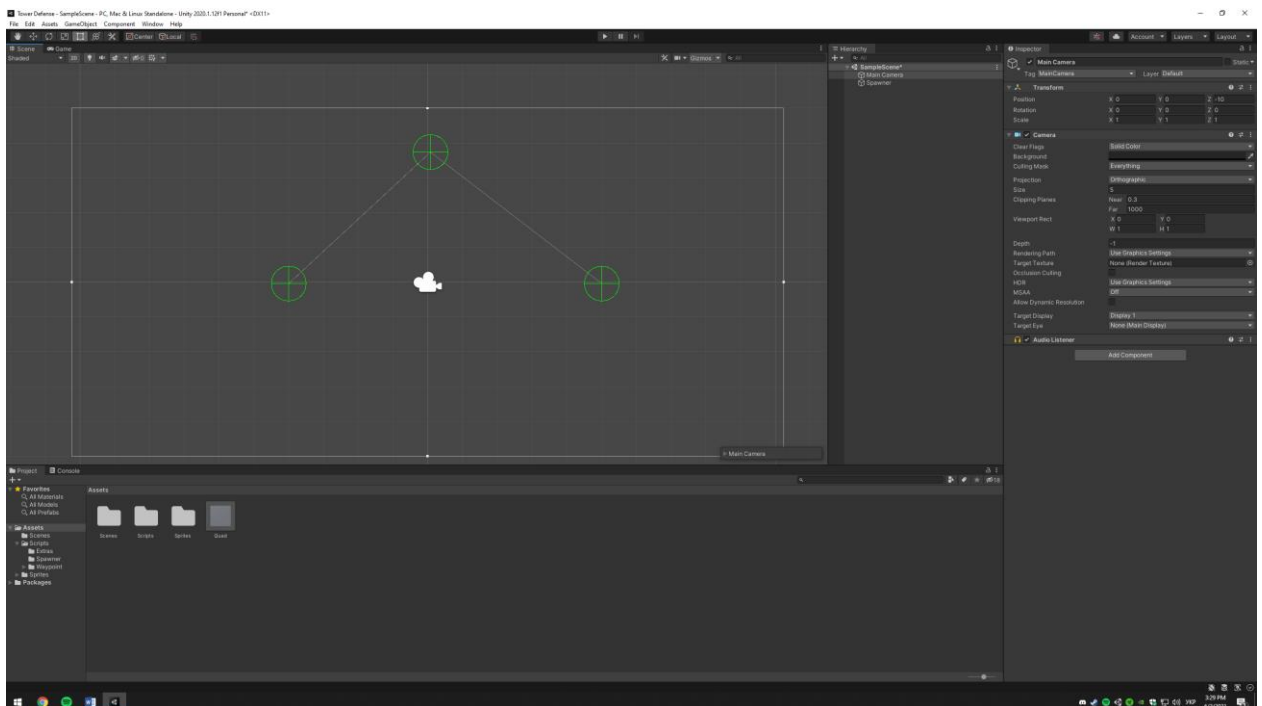 Tower Defense - SampleScene - PC, Mac & Linux Standalone - Unity 2020.1.12f1 Personal* <DX11>
File Edit Assets GameObject Component Window Help
Center Local
Account Layers Layout
Scene Game
Shaded 2D Gizmos All
Hierarchy
All
SampleScene*
Main Camera
Spawner
Inspector
Main Camera Static
Tag MainCamera Layer Default
Transform
Position X 0 Y 0 Z -10
Rotation X 0 Y 0 Z 0
Scale X 1 Y 1 Z 1
Camera
Clear Flags Solid Color
Background
Culling Mask Everything
Projection Orthographic
Size 5
Clipping Planes Near 0.3
Far 1000
Viewport Rect X 0 Y 0
W 1 H 1
Depth -1
Rendering Path Use Graphics Settings
Target Texture None (Render Texture)
Occlusion Culling
HDR Use Graphics Settings
MSAA Off
Allow Dynamic Resolution
Target Display Display 1
Target Eye None (Main Display)
Audio Listener
Add Component
Main Camera
Project Console
Favorites
All Materials
All Models
All Prefabs
Assets
Scenes
Scripts
Extras
Spawner
Waypoint
Sprites
Packages
Assets
Scenes Scripts Sprites Quad
3:29 PM